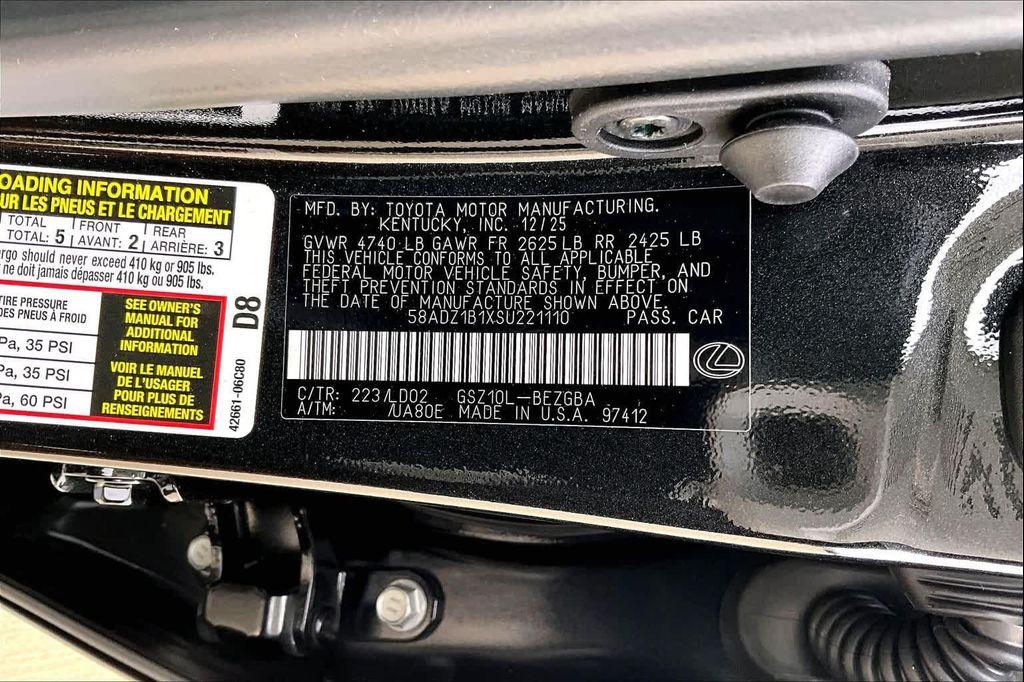 OADING INFORMATION
UR LES PNEUS ET LE CHARGEMENT
TOTAL FRONT REAR
TOTAL: 5 AVANT: 2 ARRIÈRE: 3
rgo should never exceed 410 kg or 905 lbs.
t ne doit jamais dépasser 410 kg ou 905 lbs.
TIRE PRESSURE
DES PNEUS À FROID
Pa, 35 PSI
Pa, 35 PSI
Pa, 60 PSI
SEE OWNER'S
MANUAL FOR
ADDITIONAL
INFORMATION
VOIR LE MANUEL
DE L'USAGER
POUR PLUS DE
RENSEIGNEMENTS
D8
42661-06C80
MFD. BY: TOYOTA MOTOR MANUFACTURING.
KENTUCKY, INC. 12/25
GVWR 4740 LB GAWR FR 2625 LB RR 2425 LB
THIS VEHICLE CONFORMS TO ALL APPLICABLE
FEDERAL MOTOR VEHICLE SAFETY, BUMPER, AND
THEFT PREVENTION STANDARDS IN EFFECT ON
THE DATE OF MANUFACTURE SHOWN ABOVE.
58ADZ1B1XSU221110 PASS. CAR
C/TR: 223/LD02 GSZ10L-BEZGBA
A/TM: /UA80E MADE IN U.S.A. 97412